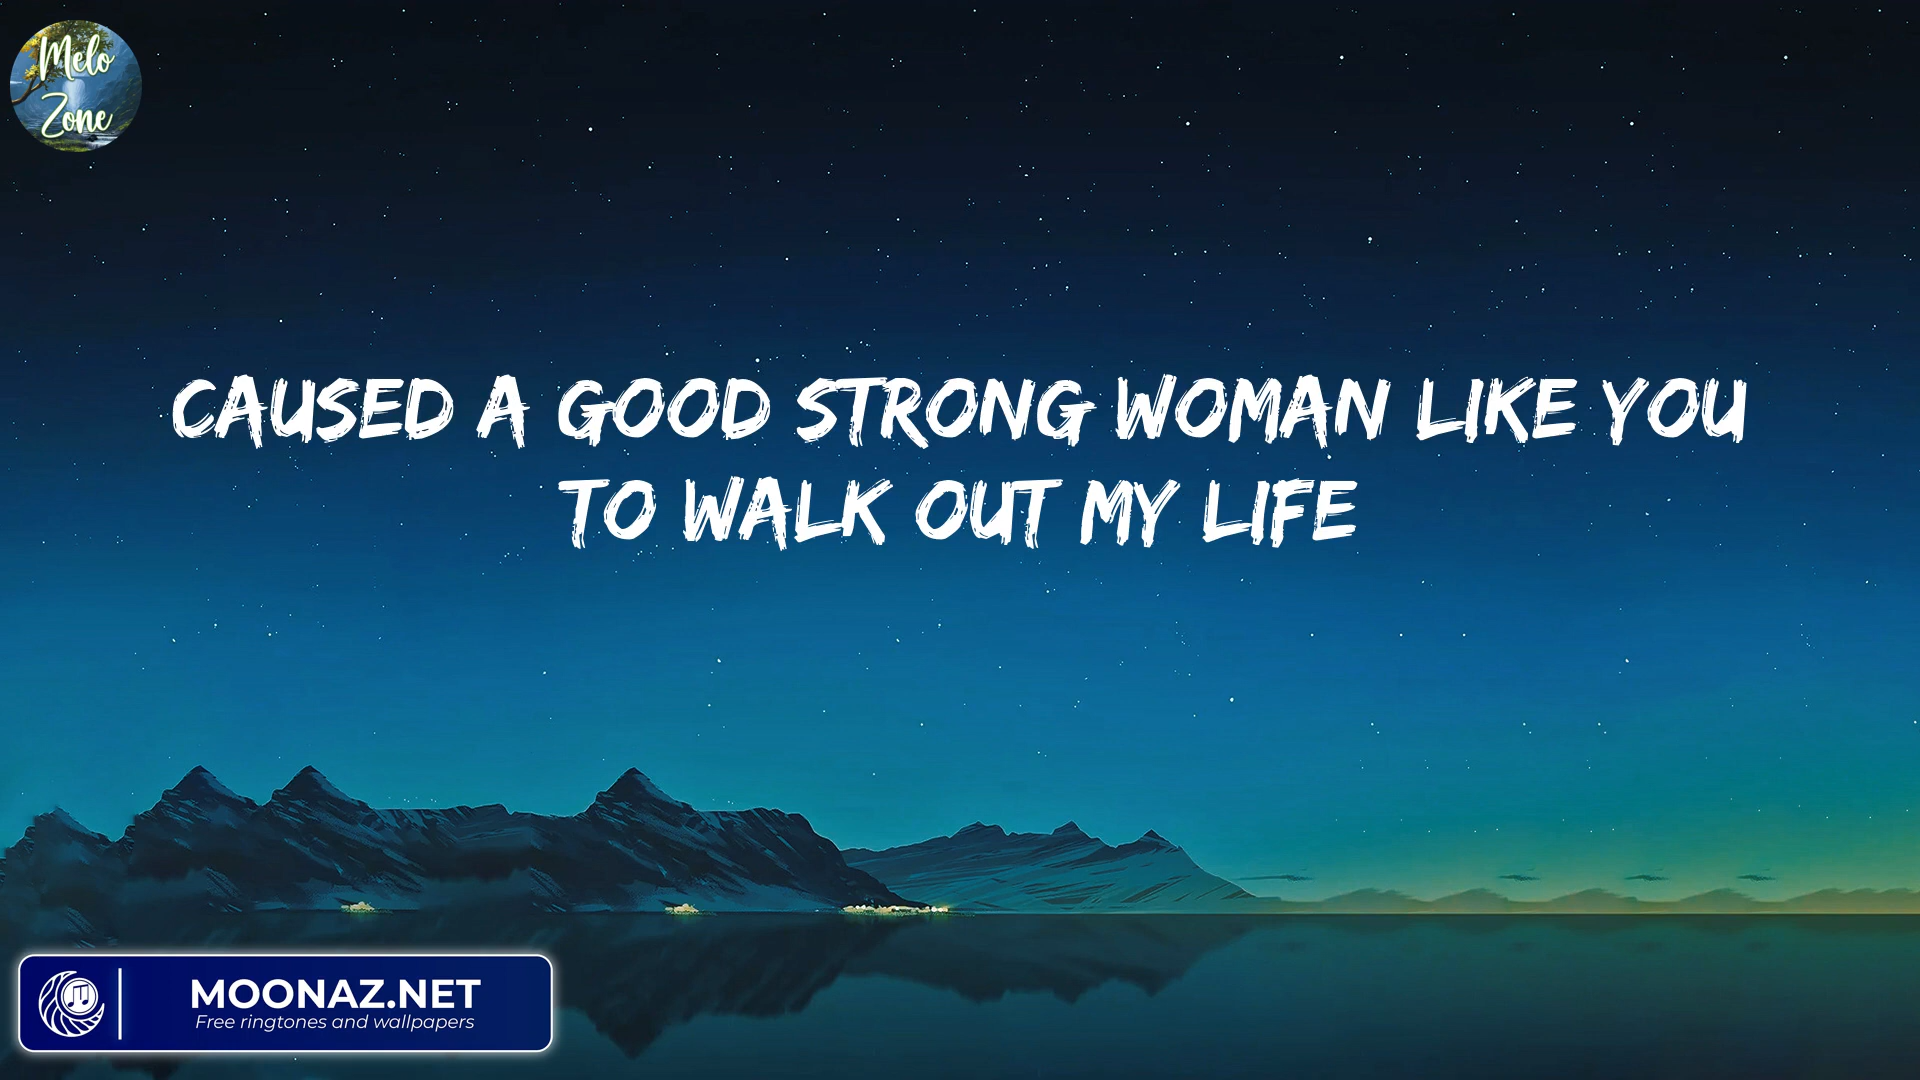 Melo
Zone
CAUSED A GOOD STRONG WOMAN LIKE YOU
TO WALK OUT MY LIFE
MOONAZ.NET
Free ringtones and wallpapers